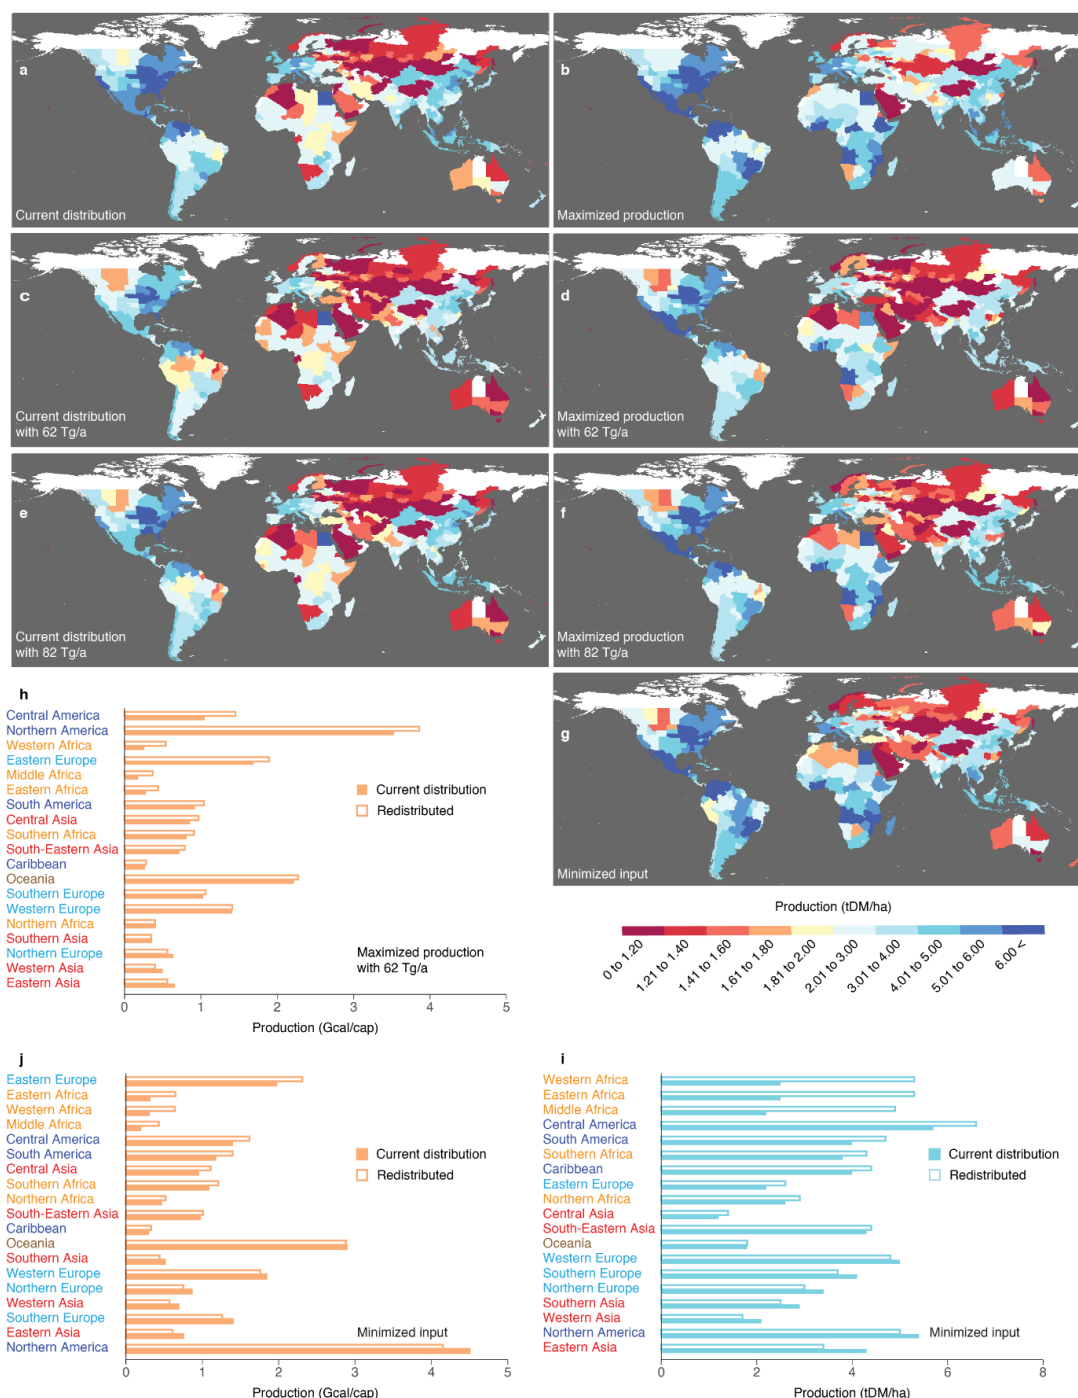 a
Current distribution
b
Maximized production
c
Current distribution
with 62 Tg/a
d
Maximized production
with 62 Tg/a
e
Current distribution
with 82 Tg/a
f
Maximized production
with 82 Tg/a
g
Minimized input
Production (tDM/ha)
0 to 1.20
1.21 to 1.40
1.41 to 1.60
1.61 to 1.80
1.81 to 2.00
2.01 to 3.00
3.01 to 4.00
4.01 to 5.00
5.01 to 6.00
6.00 <
h
Central America
Northern America
Western Africa
Eastern Europe
Middle Africa
Eastern Africa
South America
Central Asia
Southern Africa
South-Eastern Asia
Caribbean
Oceania
Southern Europe
Western Europe
Northern Africa
Southern Asia
Northern Europe
Western Asia
Eastern Asia
Current distribution
Redistributed
Maximized production
with 62 Tg/a
0 1 2 3 4 5
Production (Gcal/cap)
j
Eastern Europe
Eastern Africa
Western Africa
Middle Africa
Central America
South America
Central Asia
Southern Africa
Northern Africa
South-Eastern Asia
Caribbean
Oceania
Southern Asia
Western Europe
Northern Europe
Western Asia
Southern Europe
Eastern Asia
Northern America
Current distribution
Redistributed
Minimized input
0 1 2 3 4 5
Production (Gcal/cap)
i
Western Africa
Eastern Africa
Middle Africa
Central America
South America
Southern Africa
Caribbean
Eastern Europe
Northern Africa
Central Asia
South-Eastern Asia
Oceania
Western Europe
Southern Europe
Northern Europe
Southern Asia
Western Asia
Northern America
Eastern Asia
Current distribution
Redistributed
Minimized input
0 2 4 6 8
Production (tDM/ha)